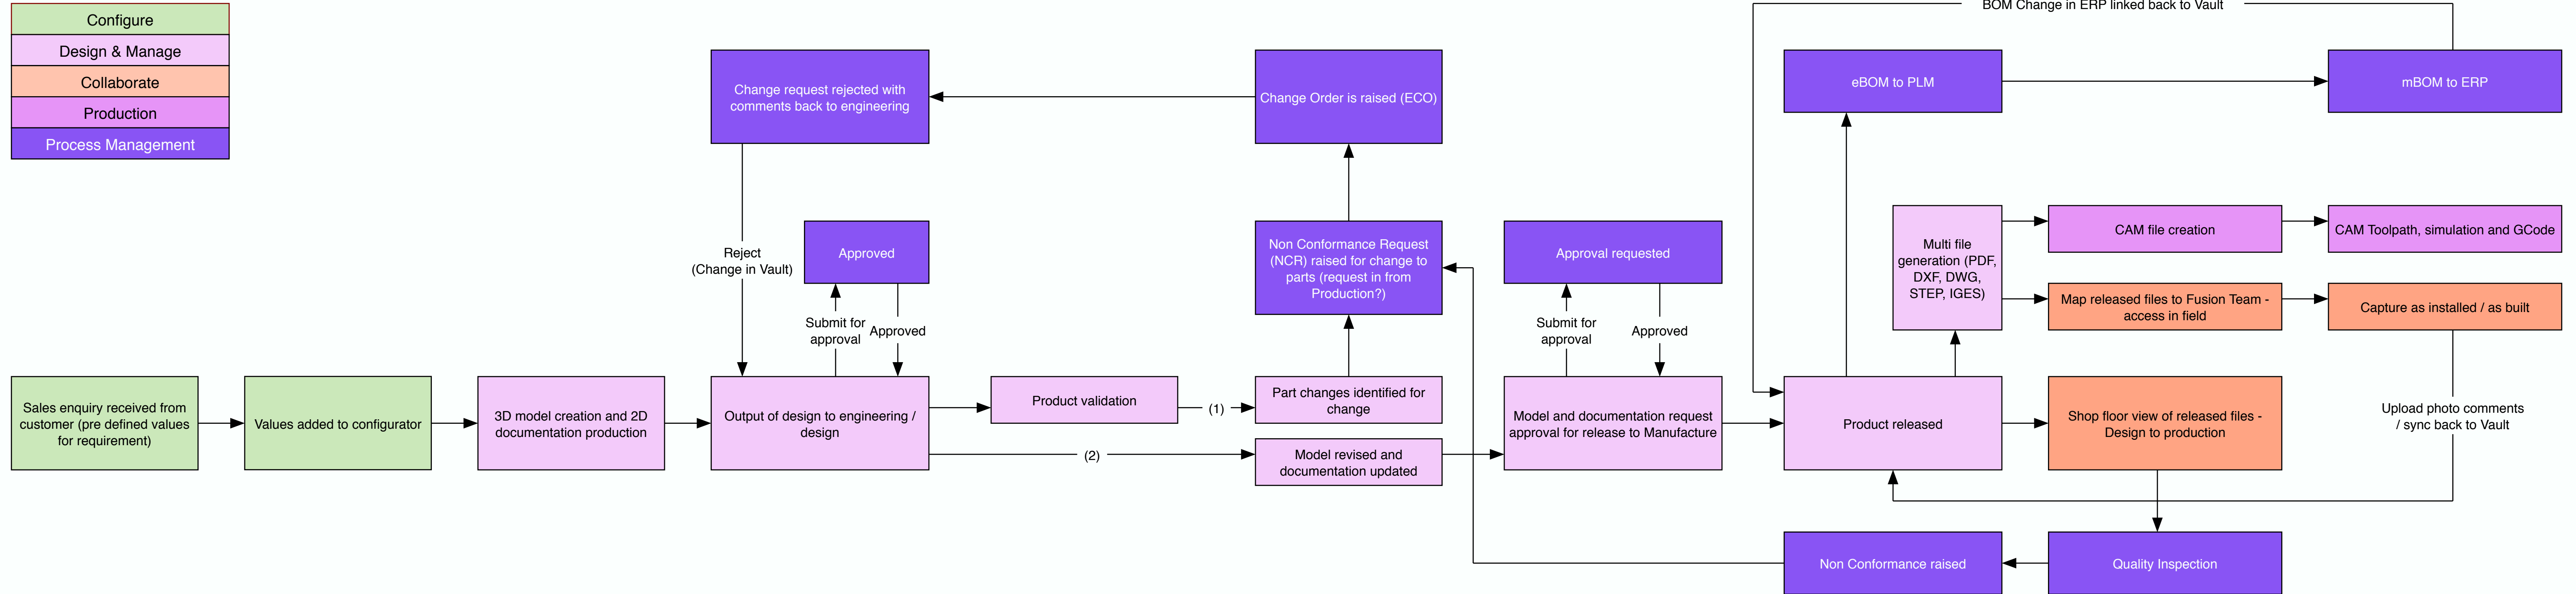 Configure
Design & Manage
Collaborate
Production
Process Management
BOM Change in ERP linked back to Vault
Change request rejected with
comments back to engineering
Change Order is raised (ECO)
eBOM to PLM
mBOM to ERP
Reject
(Change in Vault)
Approved
Non Conformance Request
(NCR) raised for change to
parts (request in from
Production?)
Approval requested
Multi file
generation (PDF,
DXF, DWG,
STEP, IGES)
CAM file creation
CAM Toolpath, simulation and GCode
Map released files to Fusion Team -
access in field
Capture as installed / as built
Submit for
approval
Approved
Submit for
approval
Approved
Sales enquiry received from
customer (pre defined values
for requirement)
Values added to configurator
3D model creation and 2D
documentation production
Output of design to engineering /
design
Product validation
(1)
Part changes identified for
change
(2)
Model revised and
documentation updated
Model and documentation request
approval for release to Manufacture
Product released
Shop floor view of released files -
Design to production
Upload photo comments
/ sync back to Vault
Non Conformance raised
Quality Inspection